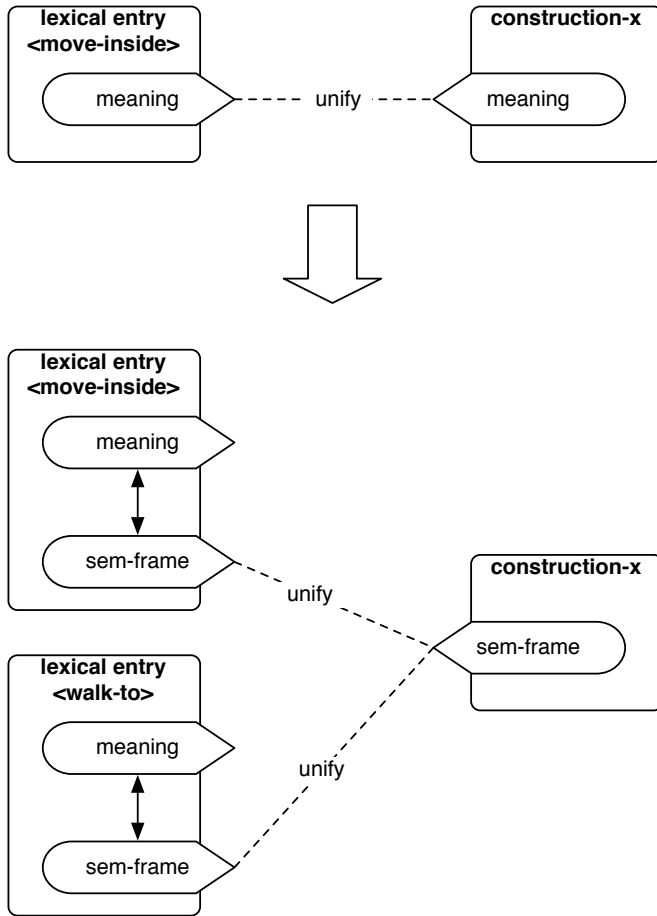 lexical entry
<move-inside>
meaning
unify
construction-x
meaning
lexical entry
<move-inside>
meaning
sem-frame
unify
construction-x
sem-frame
lexical entry
<walk-to>
meaning
unify
sem-frame